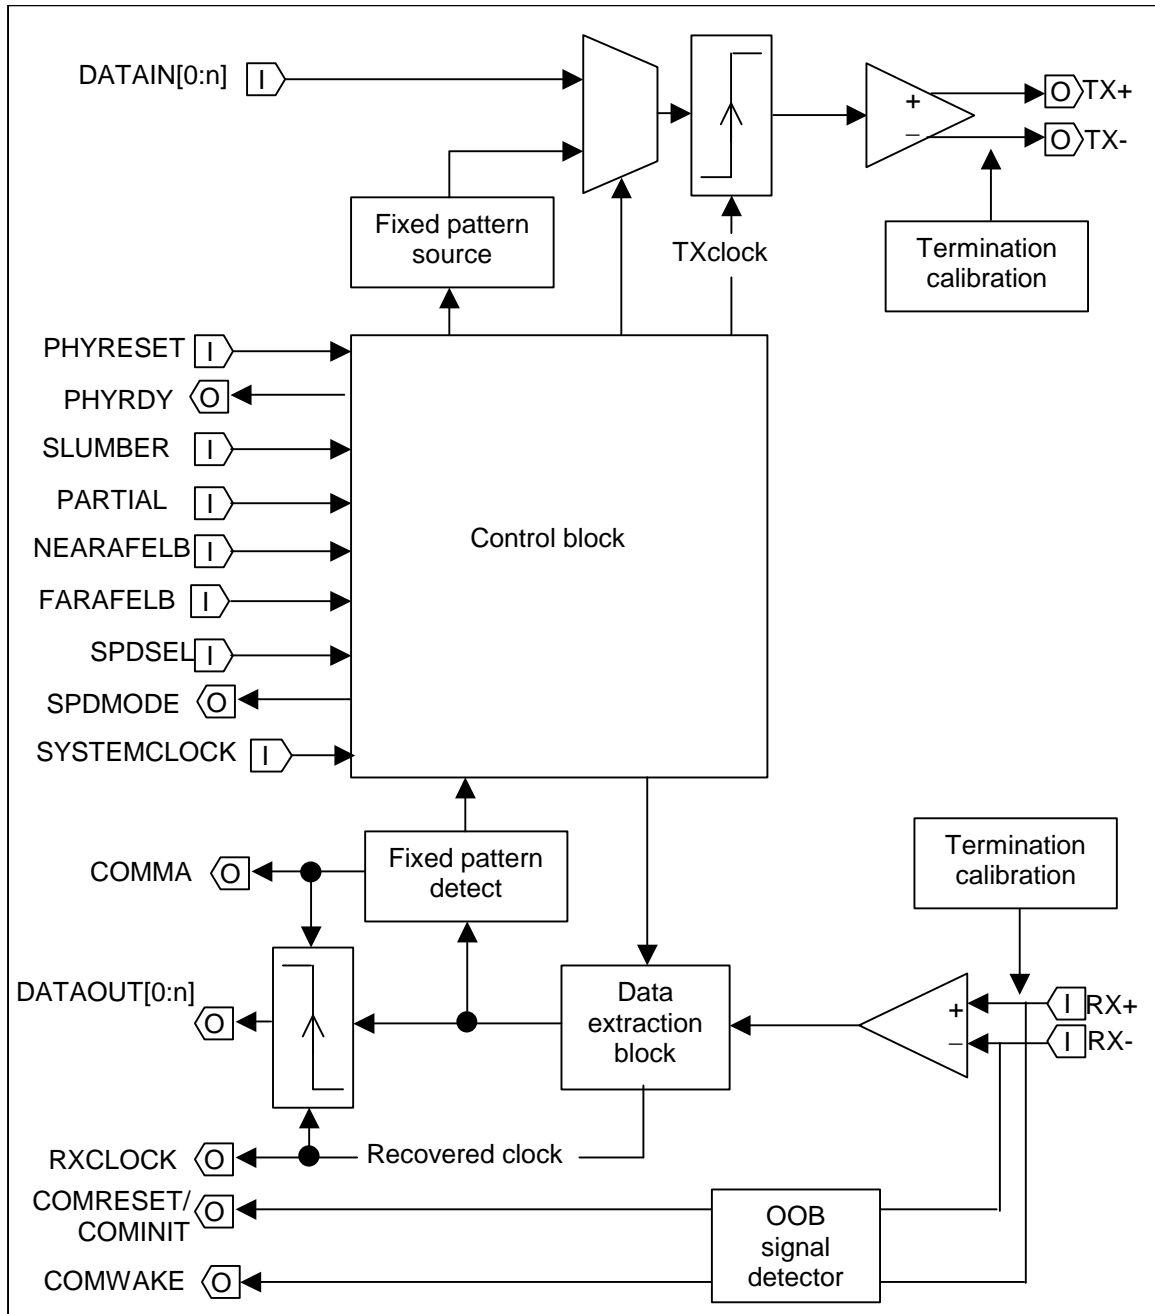 DATAIN[0:n] I
+ O TX+
− O TX-
Fixed pattern
source
TXclock
Termination
calibration
PHYRESET I
PHYRDY O
SLUMBER I
PARTIAL I
NEARAFELB I
FARAFELB I
SPDSEL I
SPDMODE O
SYSTEMCLOCK I
Control block
COMMA O
Fixed pattern
detect
Termination
calibration
DATAOUT[0:n]
O
Data
extraction
block
+ I RX+
− I RX-
RXCLOCK O
Recovered clock
COMRESET/
COMINIT
O
OOB
signal
detector
COMWAKE O